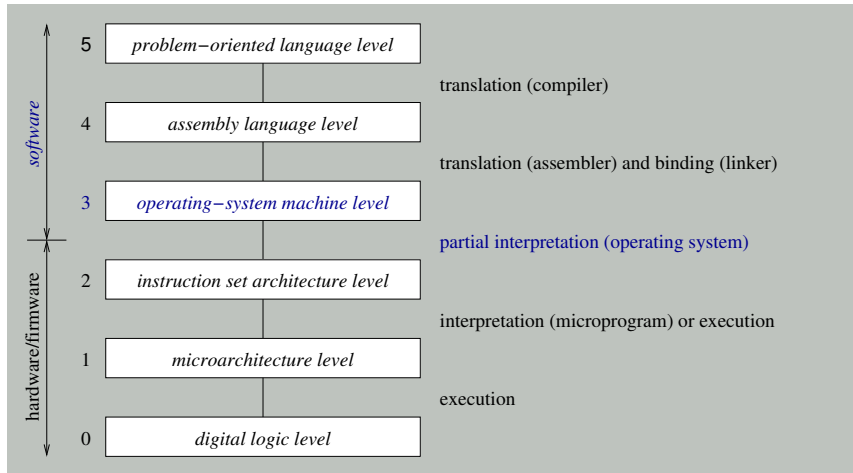 5 problem−oriented language level
translation (compiler)
4 assembly language level
translation (assembler) and binding (linker)
3 operating−system machine level
partial interpretation (operating system)
2 instruction set architecture level
interpretation (microprogram) or execution
1 microarchitecture level
execution
0 digital logic level
software
hardware/firmware